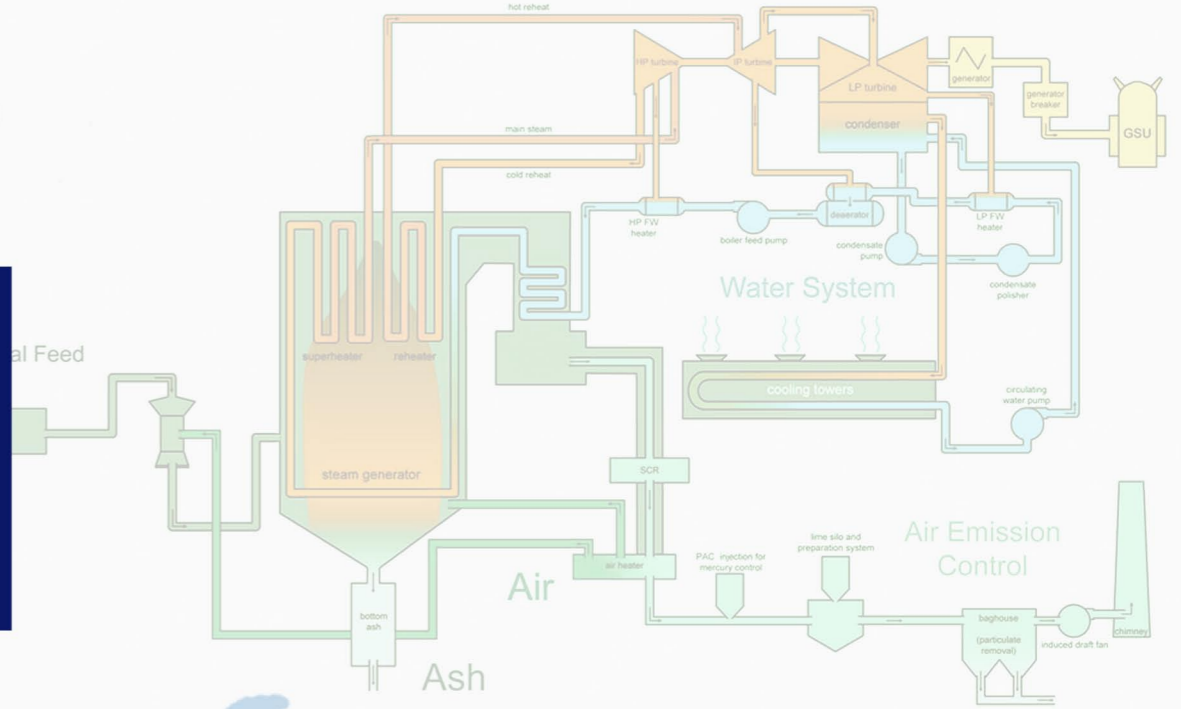 hot reheat
HP turbine
IP turbine
LP turbine
condenser
generator
generator
breaker
GSU
main steam
cold reheat
HP FW
heater
boiler feed pump
deaerator
LP FW
heater
condensate
pump
condensate
polisher
Water System
al Feed
superheater
reheater
cooling towers
circulating
water pump
steam generator
SCR
air heater
Air
PAC injection for
mercury control
lime silo and
preparation system
Air Emission
Control
bottom
ash
Ash
baghouse
(particulate
removal)
induced draft fan
chimney